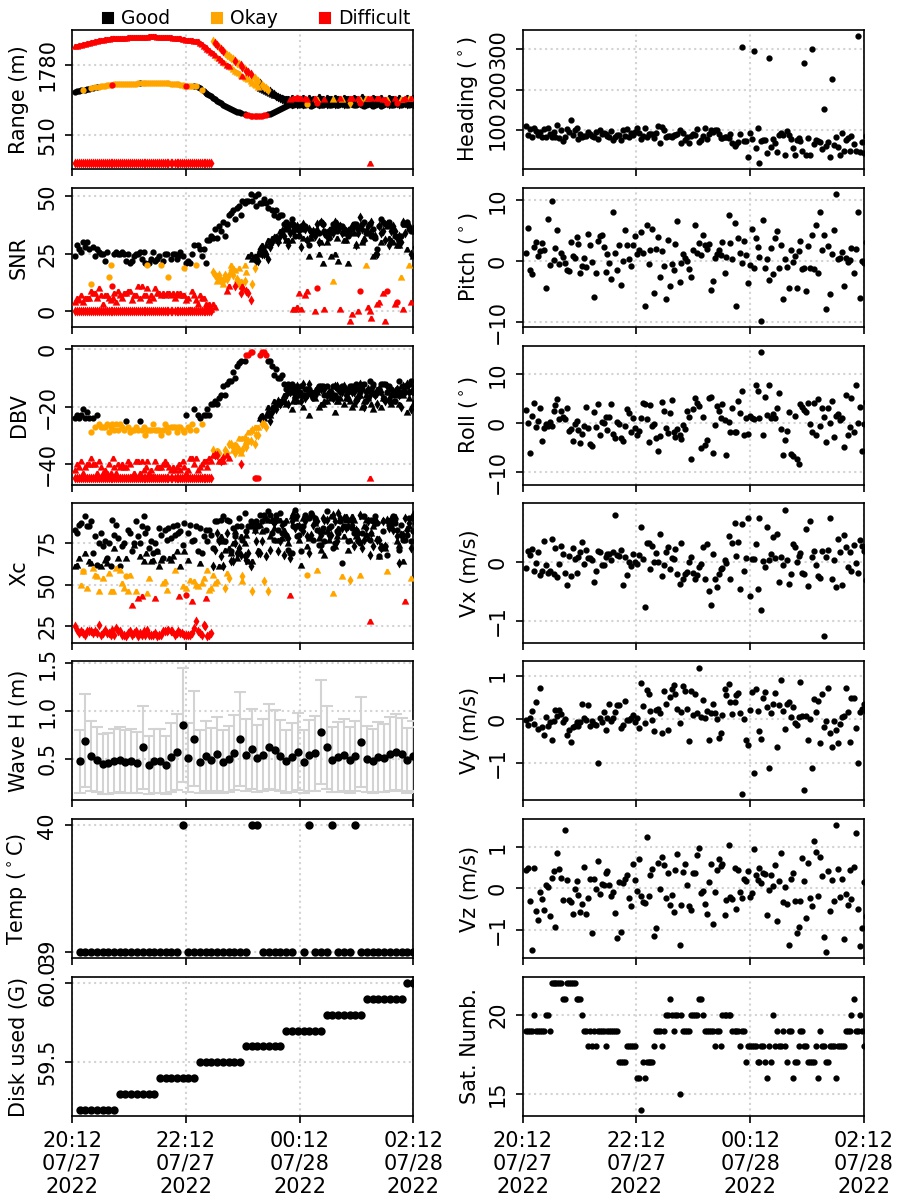 Good Okay Difficult
Range (m)
1780
510
Heading (°)
300
200
100
SNR
50
25
0
Pitch (°)
10
0
−10
DBV
0
−20
−40
Roll (°)
10
0
−10
Xc
75
50
25
Vx (m/s)
0
−1
Wave H (m)
1.5
1.0
0.5
Vy (m/s)
1
0
−1
Temp (°C)
40
39
Vz (m/s)
1
0
−1
Disk used (G)
60.0
59.5
Sat. Numb.
20
15
20:12 22:12 00:12 02:12
07/27 07/27 07/28 07/28
2022 2022 2022 2022
20:12 22:12 00:12 02:12
07/27 07/27 07/28 07/28
2022 2022 2022 2022